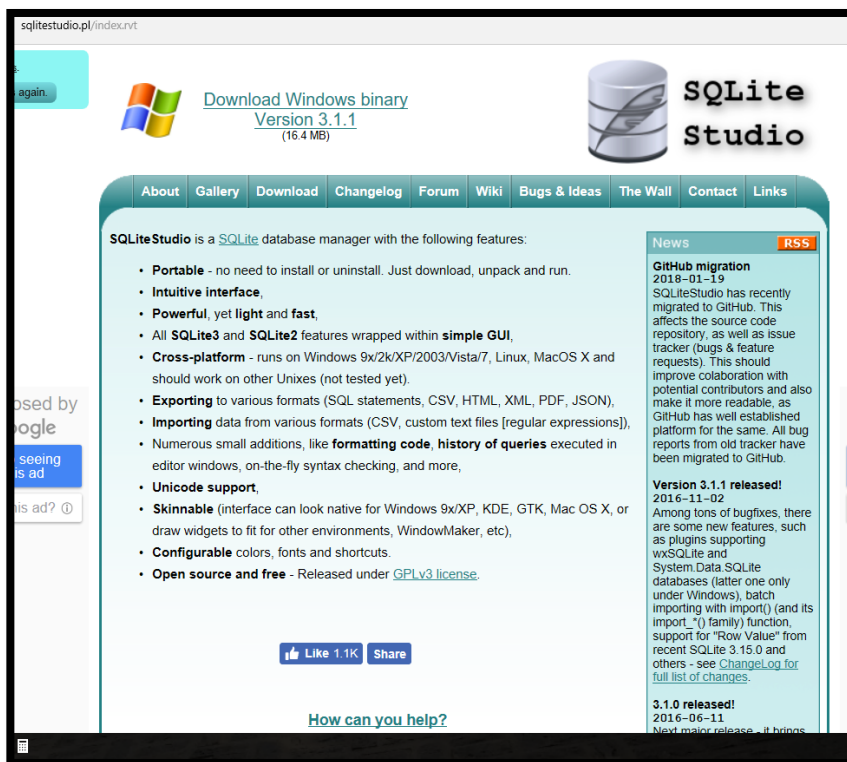 sqlitestudio.pl/index.rvt
again.
Download Windows binary
Version 3.1.1
(16.4 MB)
SQLite
Studio
About Gallery Download Changelog Forum Wiki Bugs & Ideas The Wall Contact Links
SQLiteStudio is a SQLite database manager with the following features:
• Portable - no need to install or uninstall. Just download, unpack and run.
• Intuitive interface,
• Powerful, yet light and fast,
• All SQLite3 and SQLite2 features wrapped within simple GUI,
• Cross-platform - runs on Windows 9x/2k/XP/2003/Vista/7, Linux, MacOS X and
should work on other Unixes (not tested yet).
• Exporting to various formats (SQL statements, CSV, HTML, XML, PDF, JSON),
• Importing data from various formats (CSV, custom text files [regular expressions]),
• Numerous small additions, like formatting code, history of queries executed in
editor windows, on-the-fly syntax checking, and more,
• Unicode support,
• Skinnable (interface can look native for Windows 9x/XP, KDE, GTK, Mac OS X, or
draw widgets to fit for other environments, WindowMaker, etc),
• Configurable colors, fonts and shortcuts.
• Open source and free - Released under GPLv3 license.
Like 1.1K Share
How can you help?
News RSS
GitHub migration
2018-01-19
SQLiteStudio has recently
migrated to GitHub. This
affects the source code
repository, as well as issue
tracker (bugs & feature
requests). This should
improve colaboration with
potential contributors and also
make it more readable, as
GitHub has well established
platform for the same. All bug
reports from old tracker have
been migrated to GitHub.
Version 3.1.1 released!
2016-11-02
Among tons of bugfixes, there
are some new features, such
as plugins supporting
wxSQLite and
System.Data.SQLite
databases (latter one only
under Windows), batch
importing with import() (and its
import_*() family) function,
support for "Row Value" from
recent SQLite 3.15.0 and
others - see ChangeLog for
full list of changes.
3.1.0 released!
2016-06-11
Next major release - it brings
osed by
oogle
seeing
is ad
his ad?